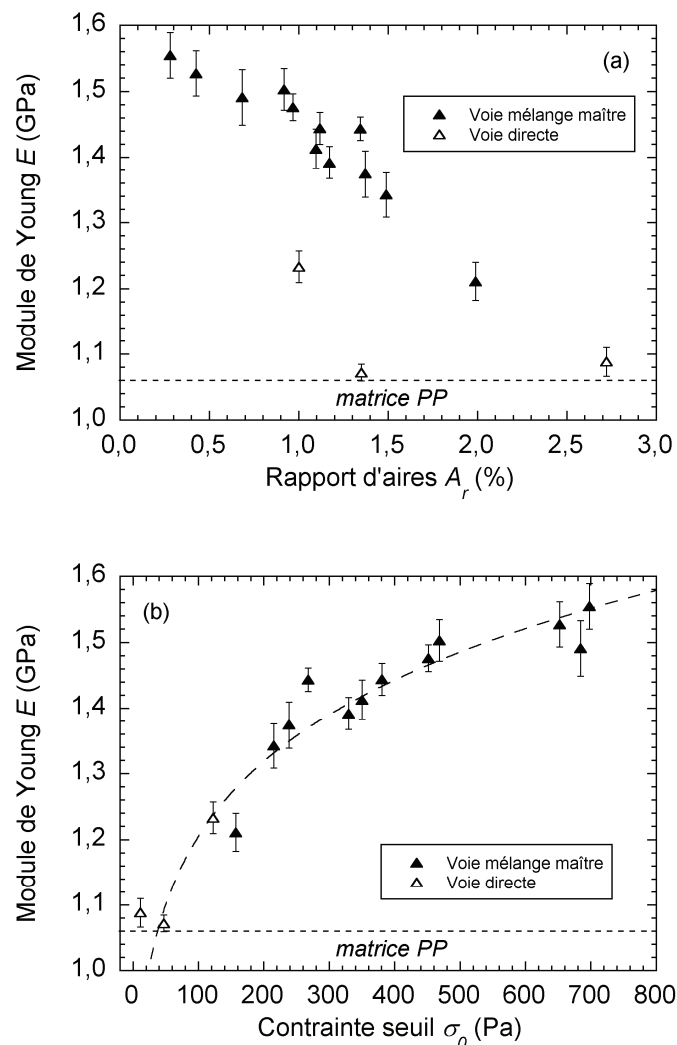 1,6
1,5
1,4
1,3
1,2
1,1
1,0
Module de Young E (GPa)
(a)
Voie mélange maître
Voie directe
matrice PP
0,0 0,5 1,0 1,5 2,0 2,5 3,0
Rapport d'aires Ar (%)
1,6
1,5
1,4
1,3
1,2
1,1
1,0
Module de Young E (GPa)
(b)
Voie mélange maître
Voie directe
matrice PP
0 100 200 300 400 500 600 700 800
Contrainte seuil σ0 (Pa)